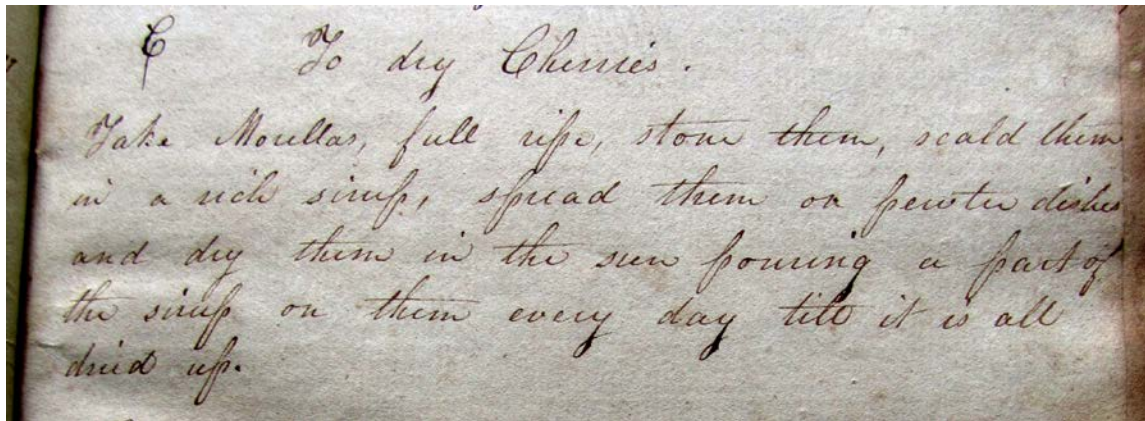 C To dry Cherries.
Take Morellas, full ripe, stone them, scald them
in a rich sirup, spread them on pewter dishes
and dry them in the sun pouring a part of
the sirup on them every day till it is all
dried up.